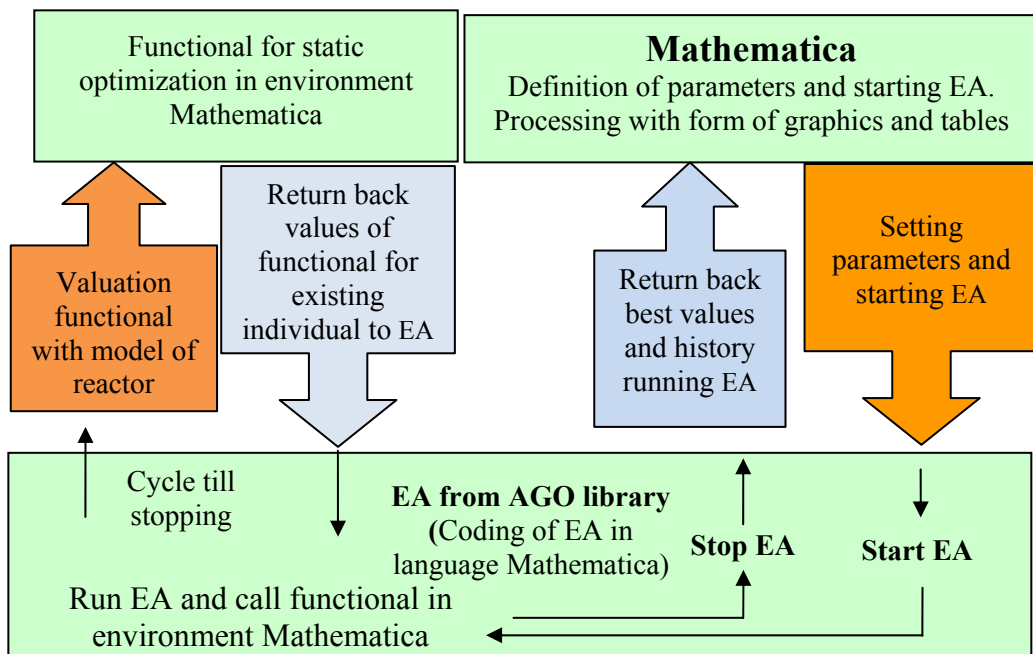 Functional for static
optimization in environment
Mathematica
Mathematica
Definition of parameters and starting EA.
Processing with form of graphics and tables
Valuation
functional
with model of
reactor
Return back
values of
functional for
existing
individual to EA
Return back
best values
and history
running EA
Setting
parameters and
starting EA
Cycle till
stopping
EA from AGO library
(Coding of EA in
language Mathematica)
Stop EA
Start EA
Run EA and call functional in
environment Mathematica